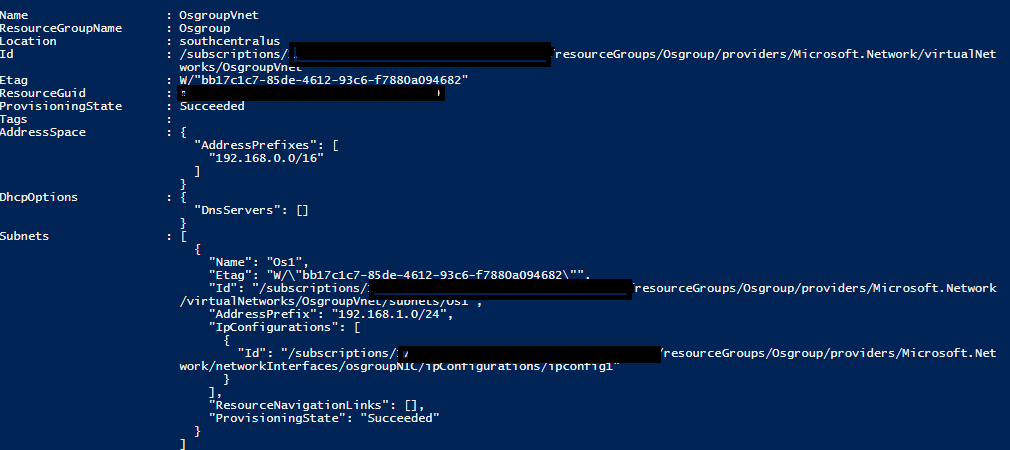 Name : OsgroupVnet
ResourceGroupName : Osgroup
Location : southcentralus
Id : /subscriptions/ /resourceGroups/Osgroup/providers/Microsoft.Network/virtualNet
works/OsgroupVnet
Etag : W/"bb17c1c7-85de-4612-93c6-f7880a094682"
ResourceGuid :
ProvisioningState : Succeeded
Tags :
AddressSpace : {
"AddressPrefixes": [
"192.168.0.0/16"
]
}
DhcpOptions : {
"DnsServers": []
}
Subnets : [
{
"Name": "Os1",
"Etag": "W/\"bb17c1c7-85de-4612-93c6-f7880a094682\"",
"Id": "/subscriptions/ /resourceGroups/Osgroup/providers/Microsoft.Network
/virtualNetworks/OsgroupVnet/subnets/Os1",
"AddressPrefix": "192.168.1.0/24",
"IpConfigurations": [
{
"Id": "/subscriptions/ /resourceGroups/Osgroup/providers/Microsoft.Net
work/networkInterfaces/osgroupNIC/ipConfigurations/ipconfig1"
}
],
"ResourceNavigationLinks": [],
"ProvisioningState": "Succeeded"
}
]